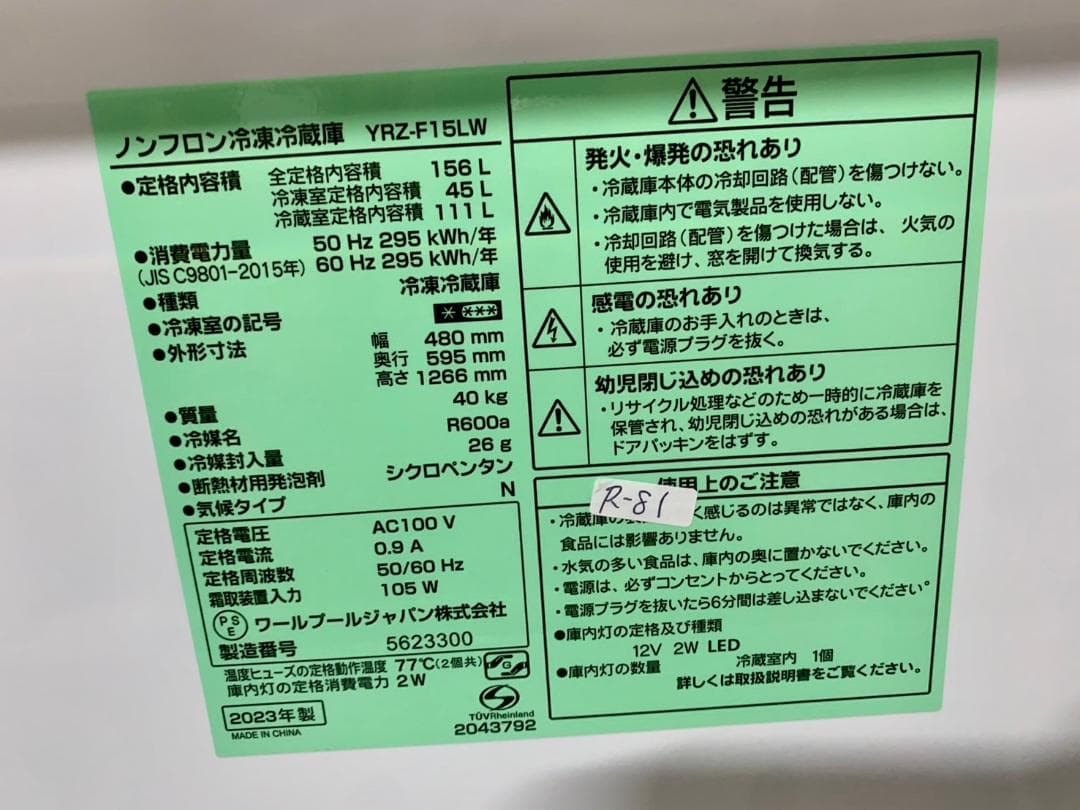 ノンフロン冷凍冷蔵庫 YRZ-F15LW
●定格内容積 全定格内容積 156 L
冷凍室定格内容積 45 L
冷蔵室定格内容積 111 L
●消費電力量 50 Hz 295 kWh/年
(JIS C9801-2015年) 60 Hz 295 kWh/年
●種類 冷凍冷蔵庫
●冷凍室の記号 * ***
●外形寸法 幅 480 mm
奥行 595 mm
高さ 1266 mm
●質量 40 kg
●冷媒名 R600a
●冷媒封入量 26 g
●断熱材用発泡剤 シクロペンタン
●気候タイプ N
定格電圧 AC100 V
定格電流 0.9 A
定格周波数 50/60 Hz
霜取装置入力 105 W
PSE ワールプールジャパン株式会社
製造番号 5623300
温度ヒューズの定格動作温度 77℃(2個共)
庫内灯の定格消費電力 2W
G
2023年製
MADE IN CHINA
TÜVRheinland
2043792
警告
発火・爆発の恐れあり
・冷蔵庫本体の冷却回路(配管)を傷つけない。
・冷蔵庫内で電気製品を使用しない。
・冷却回路(配管)を傷つけた場合は、火気の
使用を避け、窓を開けて換気する。
感電の恐れあり
・冷蔵庫のお手入れのときは、
必ず電源プラグを抜く。
幼児閉じ込めの恐れあり
・リサイクル処理などのため一時的に冷蔵庫を
保管され、幼児閉じ込めの恐れがある場合は、
ドアパッキンをはずす。
使用上のご注意
R-81
・冷蔵庫の く感じるのは異常ではなく、庫内の
食品には影響ありません。
・水気の多い食品は、庫内の奥に置かないでください。
・電源は、必ずコンセントからとってください。
・電源プラグを抜いたら6分間は差し込まないでください。
●庫内灯の定格及び種類
12V 2W LED
●庫内灯の数量 冷蔵室内 1個
詳しくは取扱説明書をご覧ください。